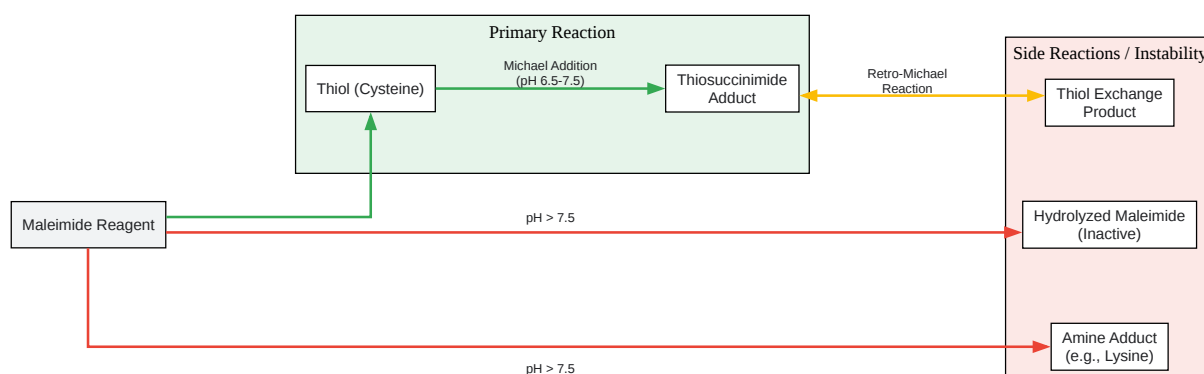 Primary Reaction
Thiol (Cysteine)
Michael Addition
(pH 6.5-7.5)
Thiosuccinimide
Adduct
Retro-Michael
Reaction
Side Reactions / Instability
Thiol Exchange
Product
Maleimide Reagent
pH > 7.5
Hydrolyzed Maleimide
(Inactive)
Amine Adduct
(e.g., Lysine)
pH > 7.5